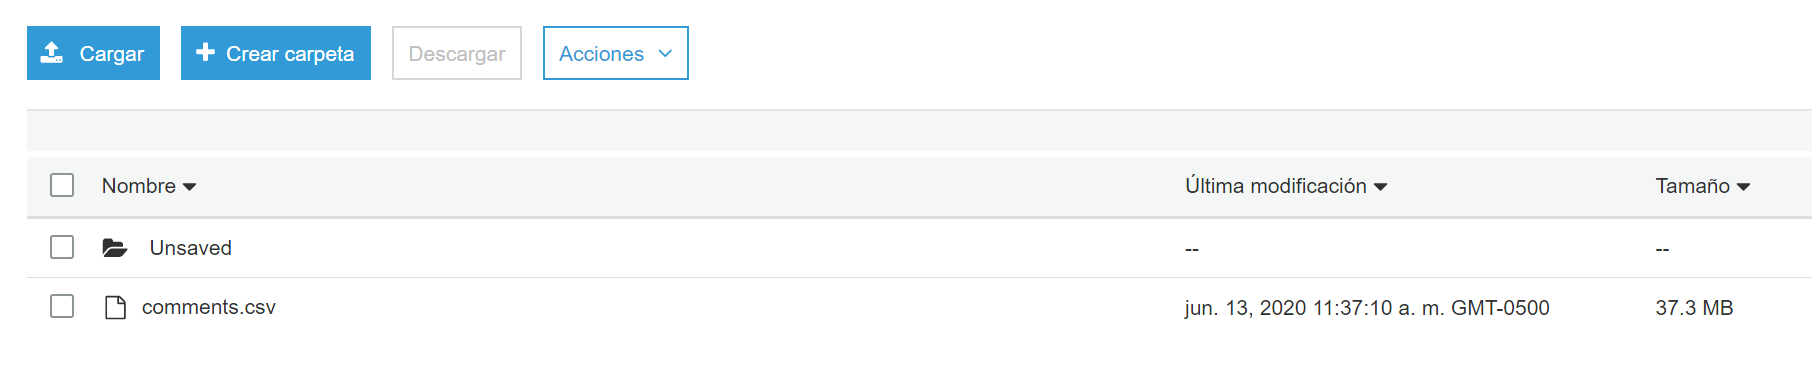 Cargar Crear carpeta Descargar Acciones
Nombre Última modificación Tamaño
Unsaved -- --
comments.csv jun. 13, 2020 11:37:10 a. m. GMT-0500 37.3 MB